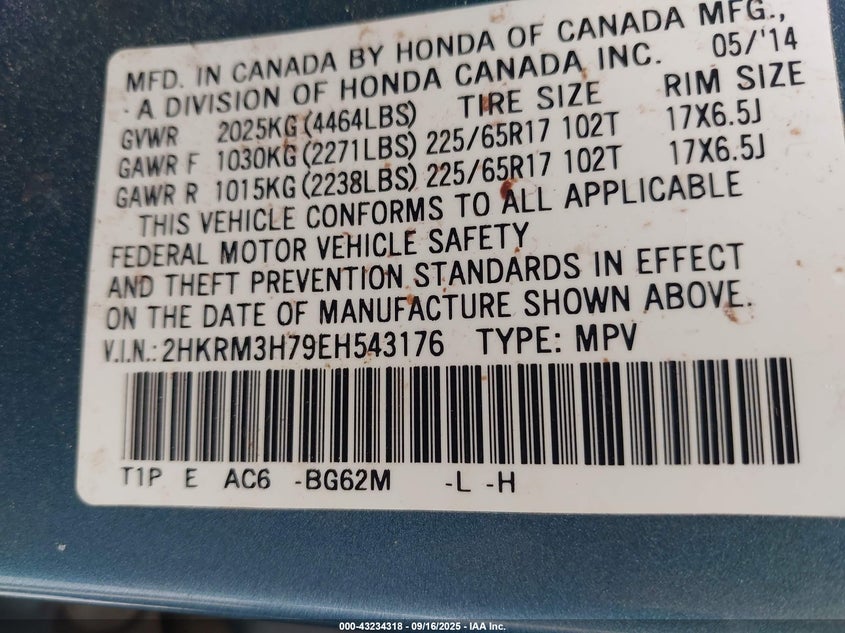 MFD. IN CANADA BY HONDA OF CANADA MFG.,
- A DIVISION OF HONDA CANADA INC. 05/'14
TIRE SIZE RIM SIZE
GVWR 2025KG (4464LBS)
GAWR F 1030KG (2271LBS) 225/65R17 102T 17X6.5J
GAWR R 1015KG (2238LBS) 225/65R17 102T 17X6.5J
THIS VEHICLE CONFORMS TO ALL APPLICABLE
FEDERAL MOTOR VEHICLE SAFETY
AND THEFT PREVENTION STANDARDS IN EFFECT
ON THE DATE OF MANUFACTURE SHOWN ABOVE.
V.I.N.: 2HKRM3H79EH543176 TYPE: MPV
T1P E AC6 -BG62M -L -H
000-43234318 - 09/16/2025 - IAA Inc.